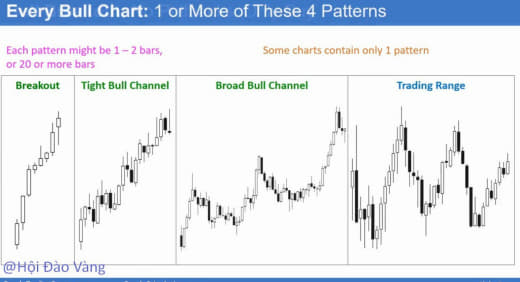 Every Bull Chart: 1 or More of These 4 Patterns
Each pattern might be 1 – 2 bars,
or 20 or more bars
Some charts contain only 1 pattern
Breakout
Tight Bull Channel
Broad Bull Channel
Trading Range
@Hội Đào Vàng